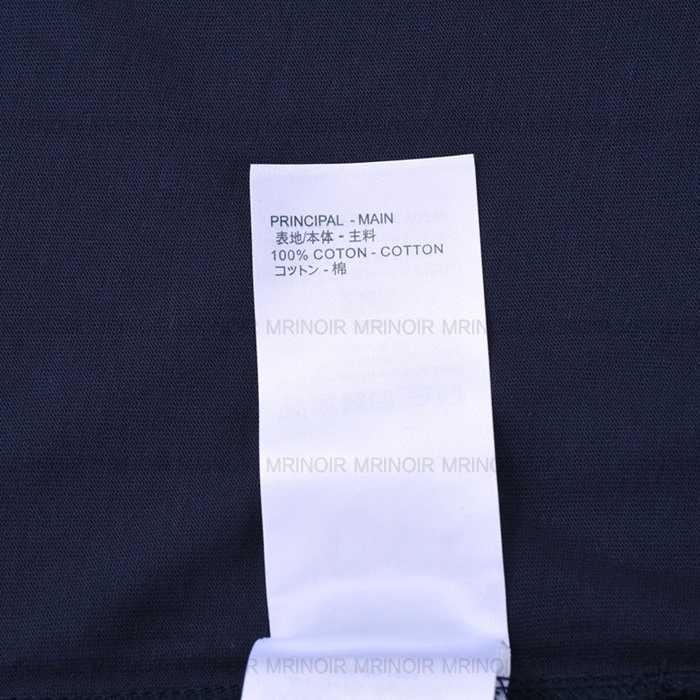 PRINCIPAL - MAIN
表地/本体 - 主料
100% COTON - COTTON
コットン - 棉
MRINOIR MRINOIR MRINOIR
MRINOIR MRINOIR MRINOIR
MRINOIR MRINOIR MRINOIR